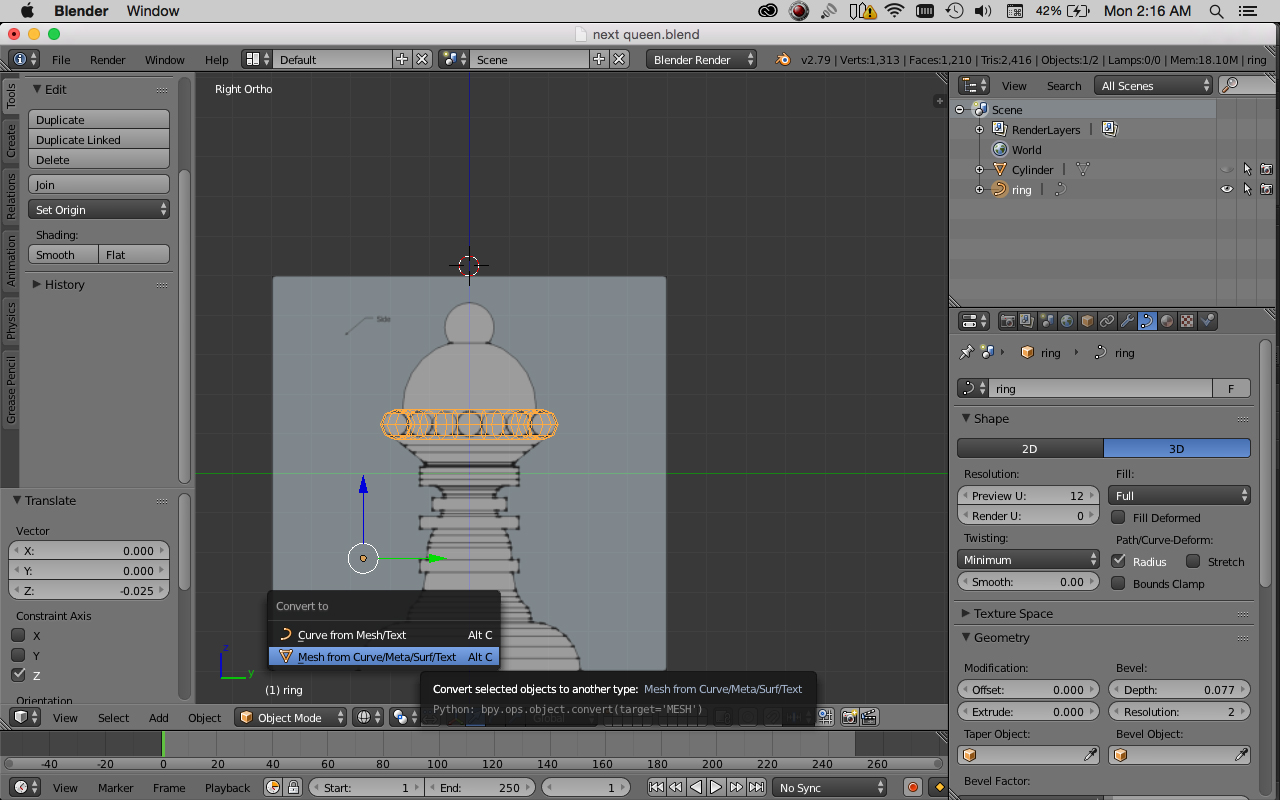 Blender Window
42% Mon 2:16 AM
next queen.blend
File Render Window Help Default Scene Blender Render v2.79 | Verts:1,313 | Faces:1,210 | Tris:2,416 | Objects:1/2 | Lamps:0/0 | Mem:18.10M | ring
Tools
Create
Relations
Animation
Physics
Grease Pencil
Edit
Duplicate
Duplicate Linked
Delete
Join
Set Origin
Shading:
Smooth Flat
History
Translate
Vector
X: 0.000
Y: 0.000
Z: -0.025
Constraint Axis
X
Y
Z
Orientation
Right Ortho
Side
z
y
Convert to
Curve from Mesh/Text Alt C
Mesh from Curve/Meta/Surf/Text Alt C
(1) ring
Convert selected objects to another type: Mesh from Curve/Meta/Surf/Text
Python: bpy.ops.object.convert(target='MESH')
View Select Add Object Object Mode Global
-40 -20 0 20 40 60 80 100 120 140 160 180 200 220 240 260
View Marker Frame Playback Start: 1 End: 250 1 No Sync
View Search All Scenes
Scene
RenderLayers |
World
Cylinder |
ring |
ring ring
ring F
Shape
2D 3D
Resolution: Fill:
Preview U: 12 Full
Render U: 0 Fill Deformed
Twisting: Path/Curve-Deform:
Minimum Radius Stretch
Smooth: 0.00 Bounds Clamp
Texture Space
Geometry
Modification: Bevel:
Offset: 0.000 Depth: 0.077
Extrude: 0.000 Resolution: 2
Taper Object: Bevel Object:
Bevel Factor: